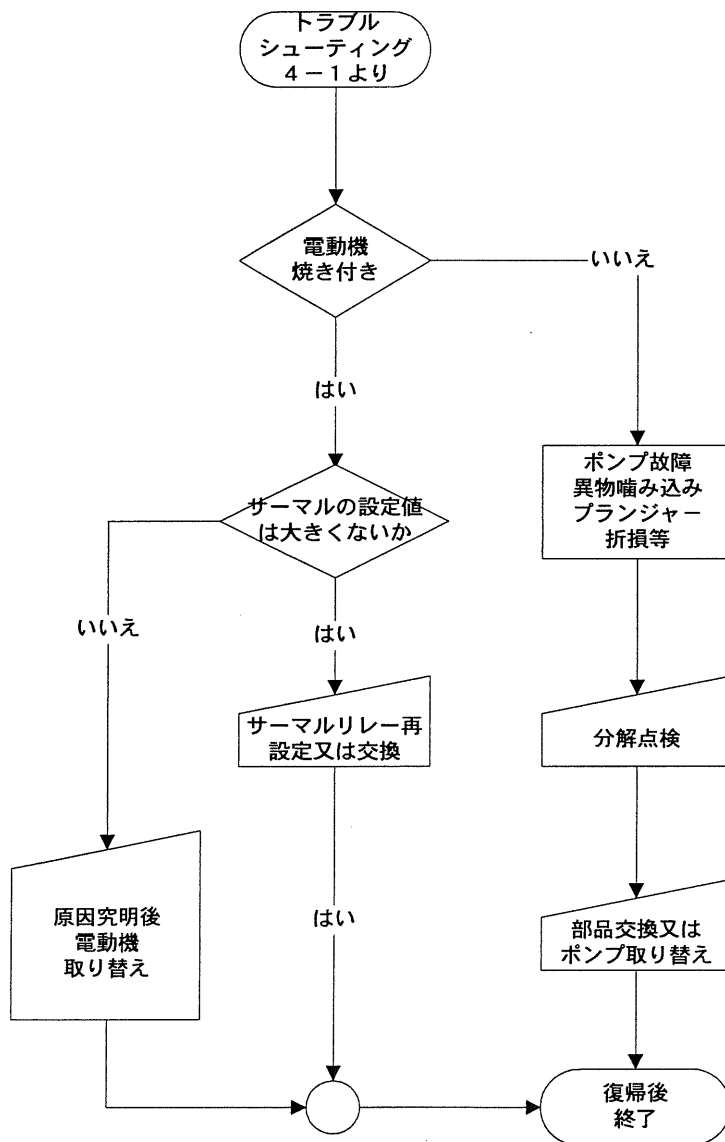 トラブル
シューティング
4－1より
電動機
焼き付き
いいえ
はい
サーマルの設定値
は大きくないか
ポンプ故障
異物噛み込み
プランジャー
折損等
いいえ
はい
サーマルリレー再
設定又は交換
分解点検
原因究明後
電動機
取り替え
はい
部品交換又は
ポンプ取り替え
復帰後
終了